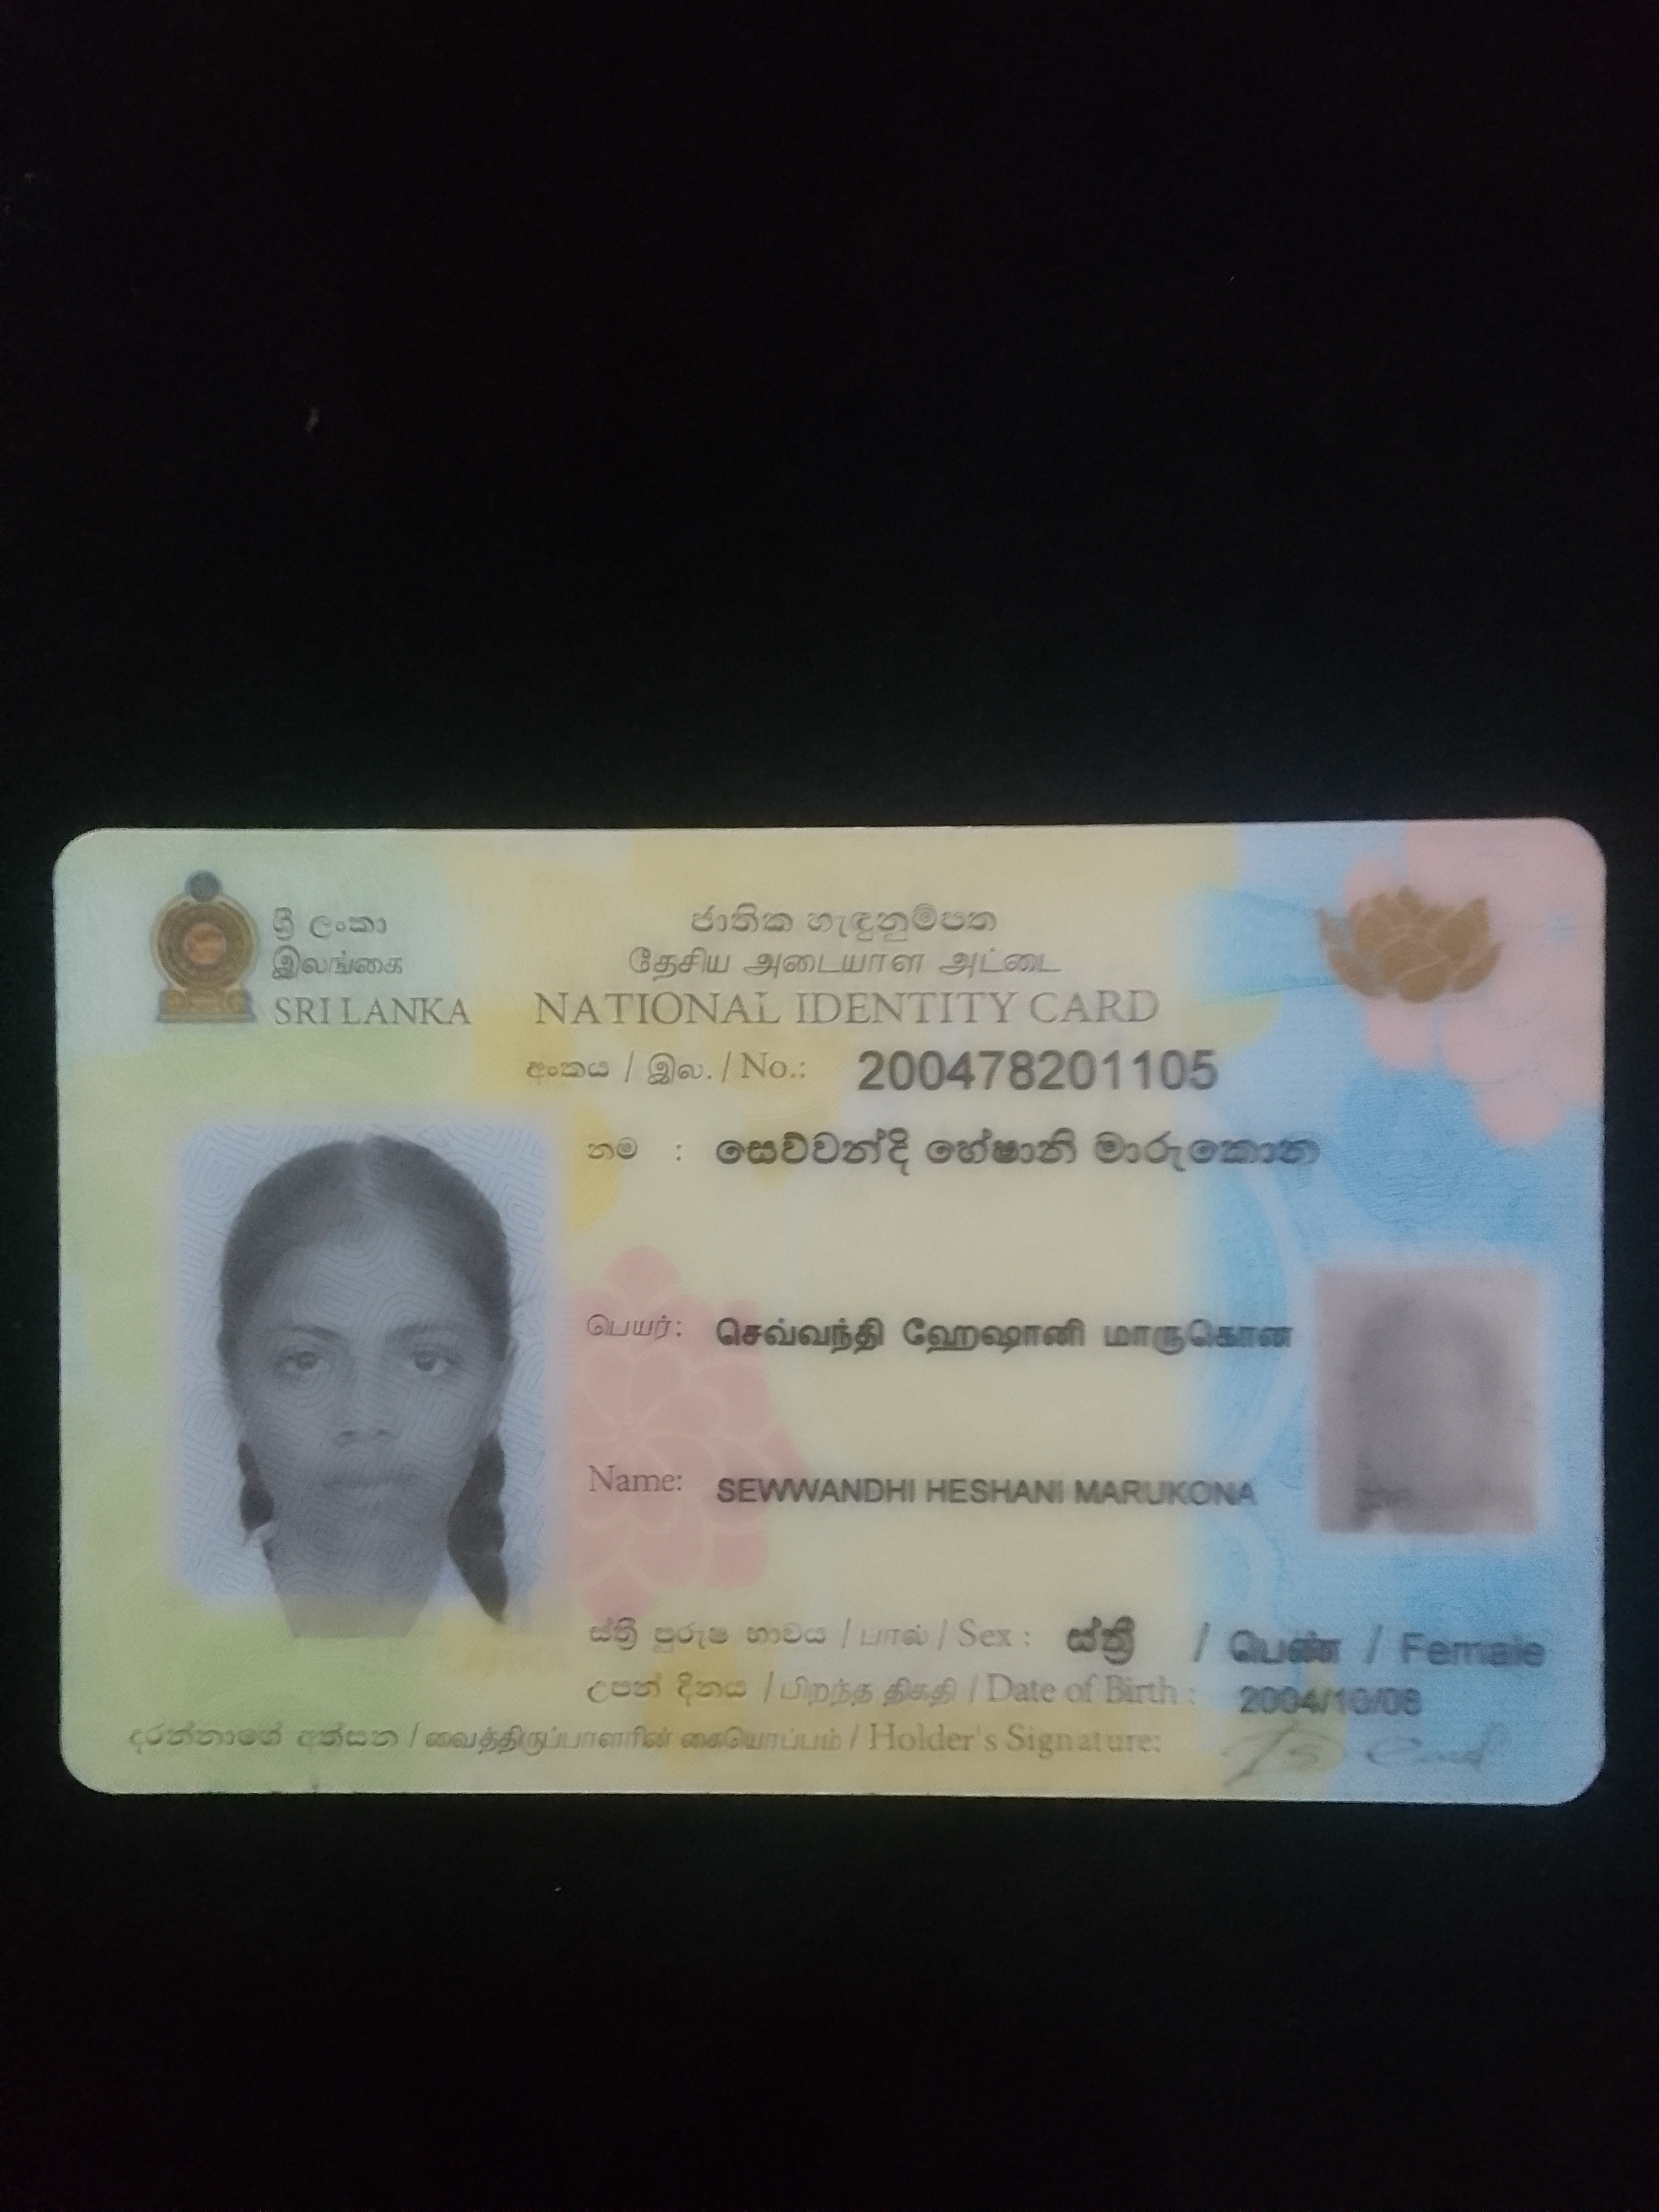 ශ්‍රී ලංකා
இலங்கை
SRI LANKA
ජාතික හැඳුනුම්පත
தேசிய அடையாள அட்டை
NATIONAL IDENTITY CARD
අංකය / இல. / No.: 200478201105
නම : සෙව්වන්දි හේෂානි මාරුකොන
பெயர்: செவ்வந்தி ஹேஷானி மாருகொன
Name: SEWWANDHI HESHANI MARUKONA
ස්ත්‍රී පුරුෂ භාවය / பால் / Sex : ස්ත්‍රී / பெண் / Female
උපන් දිනය / பிறந்த திகதி / Date of Birth : 2004/10/08
දරන්නාගේ අත්සන / வைத்திருப்பாளரின் கையொப்பம் / Holder's Signature: